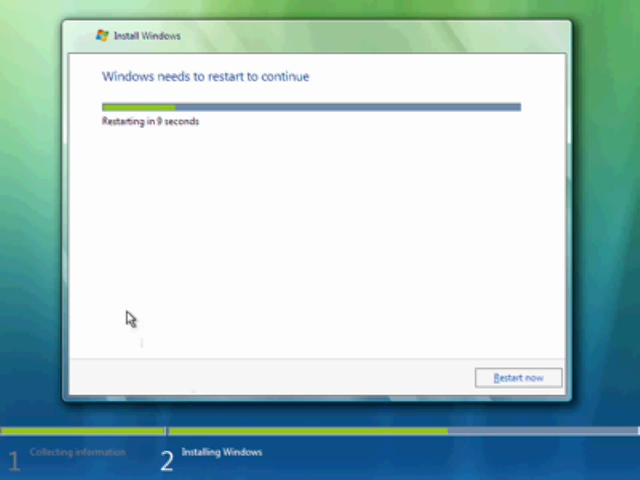 Install Windows
Windows needs to restart to continue
Restarting in 9 seconds
Restart now
1 Collecting information
2 Installing Windows